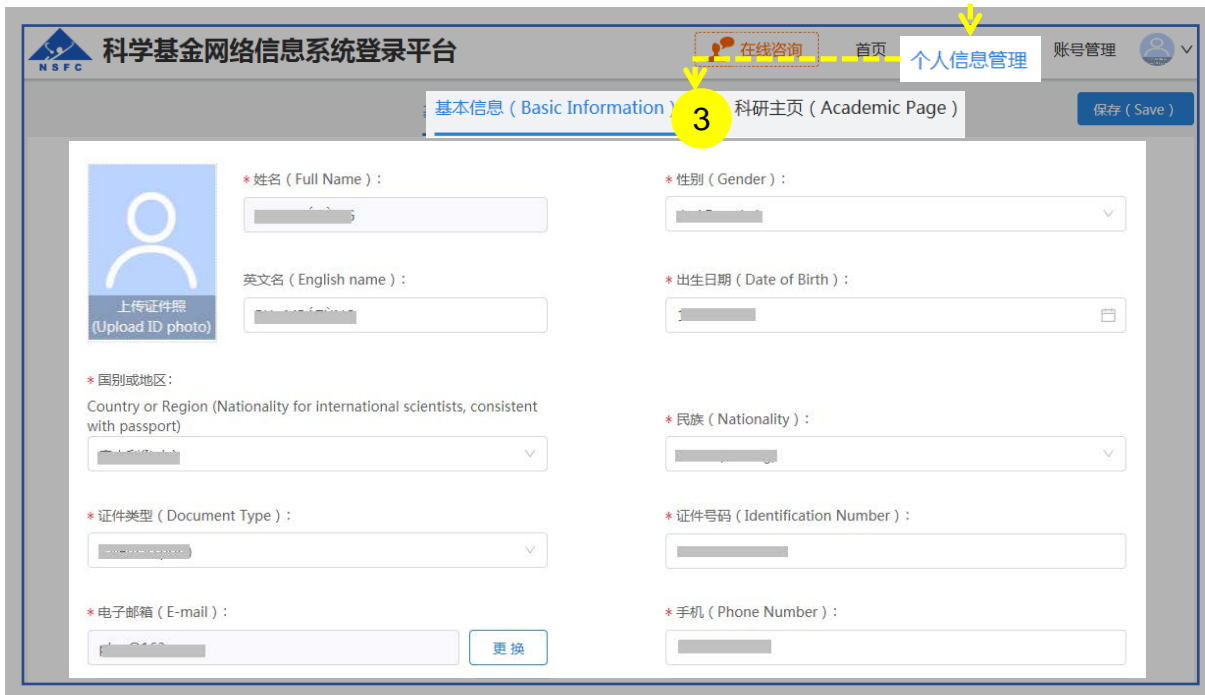 NSFC
科学基金网络信息系统登录平台
在线咨询
首页
个人信息管理
账号管理
基本信息 ( Basic Information )
3
科研主页 ( Academic Page )
保存 ( Save )
* 姓名 ( Full Name ) :
* 性别 ( Gender ) :
上传证件照
(Upload ID photo)
英文名 ( English name ) :
* 出生日期 ( Date of Birth ) :
* 国别或地区:
Country or Region (Nationality for international scientists, consistent
with passport)
* 民族 ( Nationality ) :
* 证件类型 ( Document Type ) :
* 证件号码 ( Identification Number ) :
* 电子邮箱 ( E-mail ) :
更 换
* 手机 ( Phone Number ) :